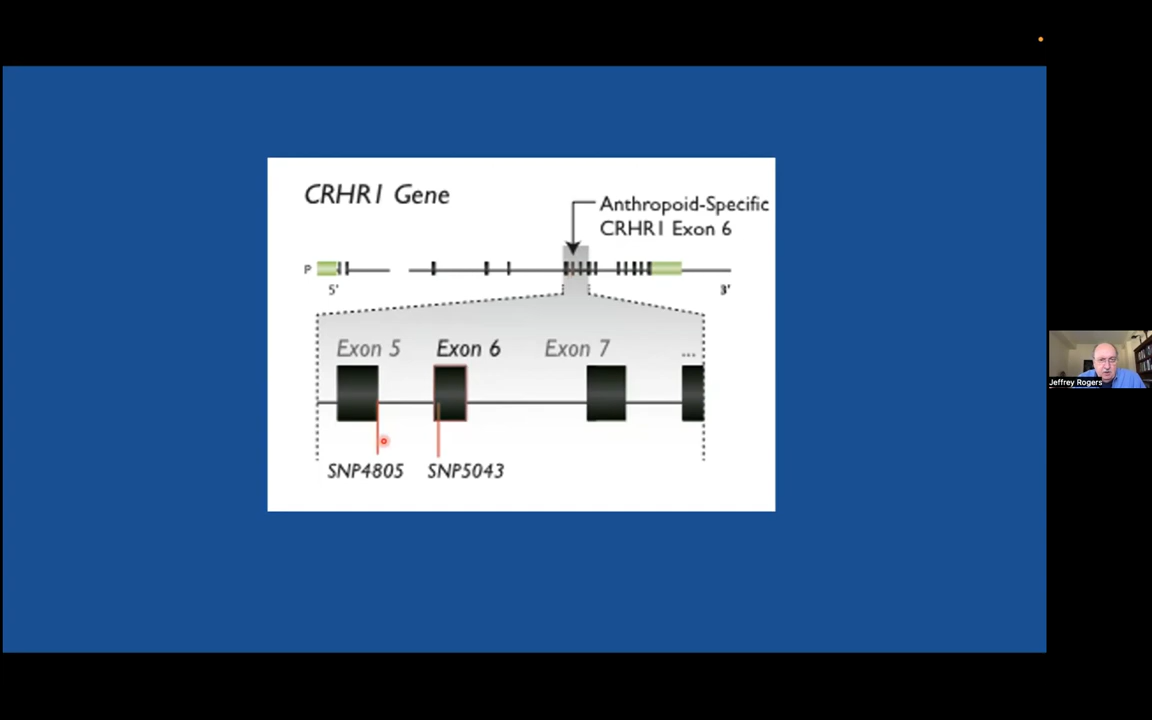 CRHR1 Gene
Anthropoid-Specific
CRHR1 Exon 6
P
5'
3'
Exon 5
Exon 6
Exon 7
...
SNP4805
SNP5043
Jeffrey Rogers